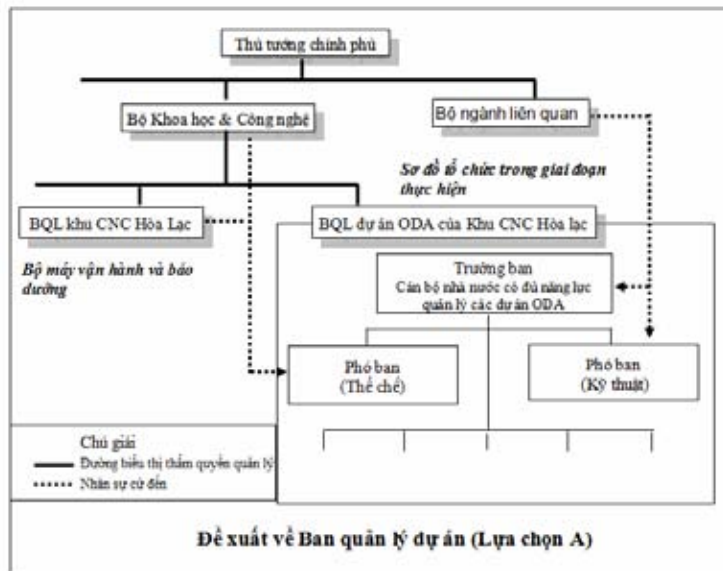 Thủ tướng chính phủ
Bộ Khoa học & Công nghệ
Bộ ngành liên quan
Sơ đồ tổ chức trong giai đoạn
thực hiện
BQL khu CNC Hòa Lạc
BQL dự án ODA của Khu CNC Hòa lạc
Bộ máy vận hành và bảo
dưỡng
Trưởng ban
Cán bộ nhà nước có đủ năng lực
quản lý các dự án ODA
Phó ban
(Thể chế)
Phó ban
(Kỹ thuật)
Chú giải
Đường biểu thị thẩm quyền quản lý
Nhân sự cử đến
Đề xuất về Ban quản lý dự án (Lựa chọn A)